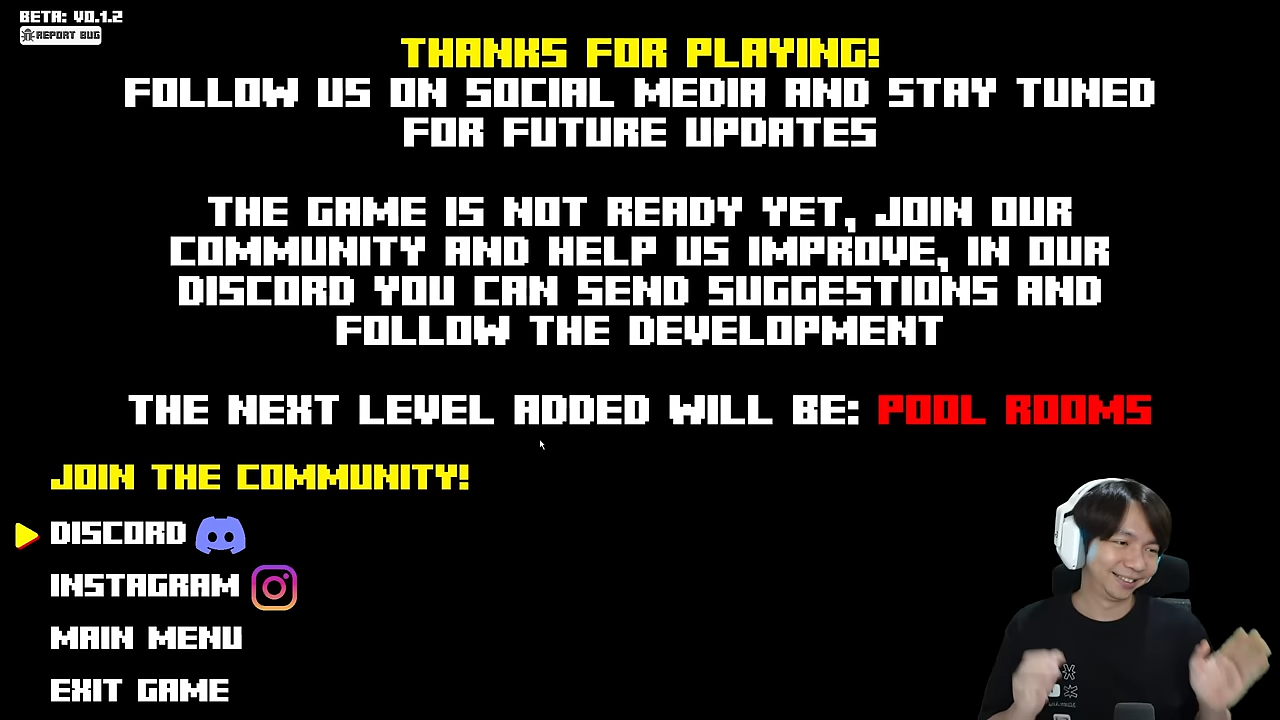 BETA: V0.1.2
REPORT BUG
THANKS FOR PLAYING!
FOLLOW US ON SOCIAL MEDIA AND STAY TUNED
FOR FUTURE UPDATES
THE GAME IS NOT READY YET, JOIN OUR
COMMUNITY AND HELP US IMPROVE, IN OUR
DISCORD YOU CAN SEND SUGGESTIONS AND
FOLLOW THE DEVELOPMENT
THE NEXT LEVEL ADDED WILL BE: POOL ROOMS
JOIN THE COMMUNITY!
DISCORD
INSTAGRAM
MAIN MENU
EXIT GAME